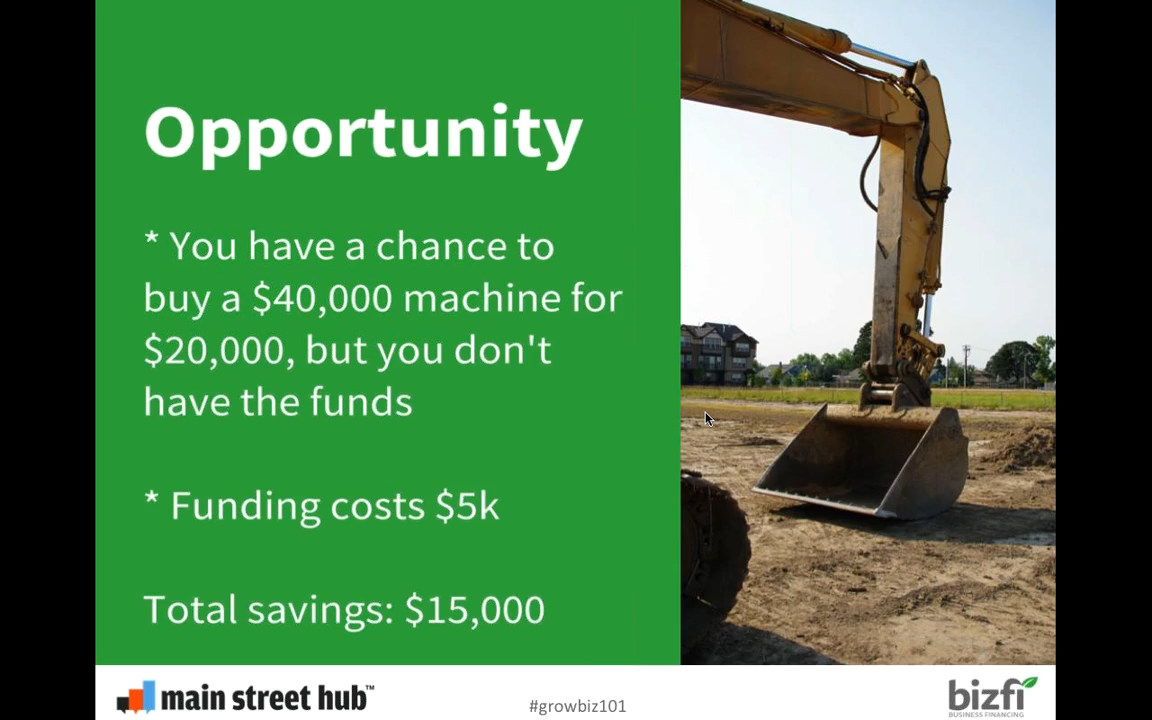 Opportunity
* You have a chance to
buy a $40,000 machine for
$20,000, but you don't
have the funds
* Funding costs $5k
Total savings: $15,000
main street hub™
#growbiz101
bizfi
BUSINESS FINANCING